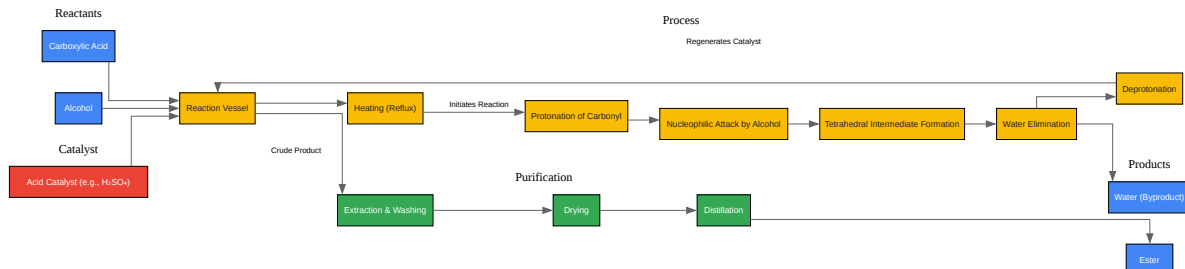 Reactants
Process
Carboxylic Acid
Regenerates Catalyst
Deprotonation
Alcohol
Reaction Vessel
Heating (Reflux)
Initiates Reaction
Protonation of Carbonyl
Nucleophilic Attack by Alcohol
Tetrahedral Intermediate Formation
Water Elimination
Catalyst
Crude Product
Products
Acid Catalyst (e.g., H₂SO₄)
Purification
Water (Byproduct)
Extraction & Washing
Drying
Distillation
Ester